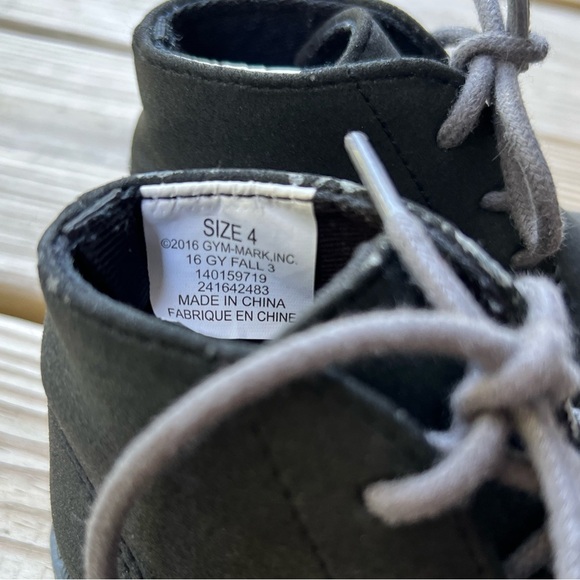 SIZE 4
©2016 GYM-MARK,INC.
16 GY FALL 3
140159719
241642483
MADE IN CHINA
FABRIQUE EN CHINE